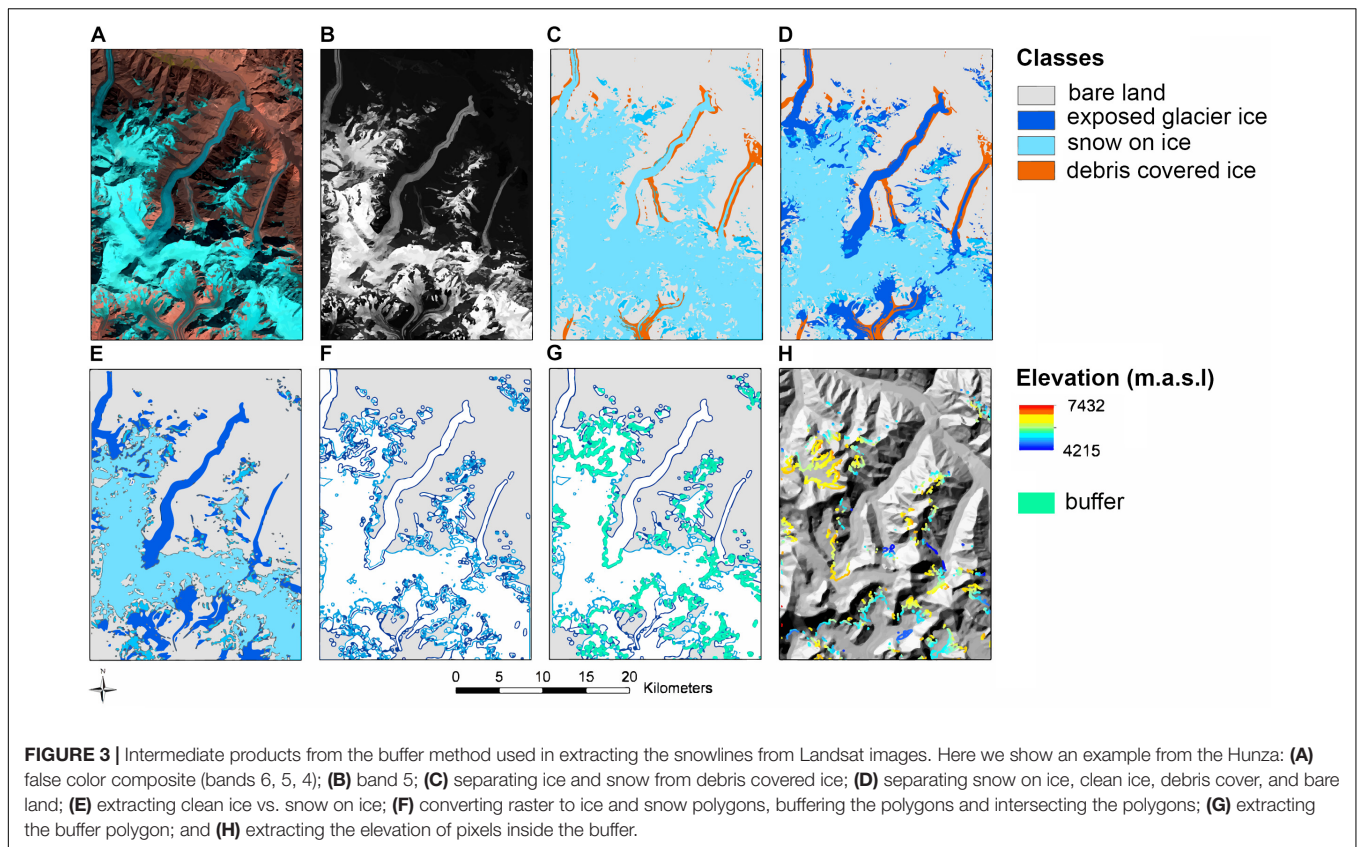 A
B
C
D
Classes
bare land
exposed glacier ice
snow on ice
debris covered ice
E
F
G
H
Elevation (m.a.s.l)
7432
4215
buffer
N
0 5 10 15 20 Kilometers
FIGURE 3 | Intermediate products from the buffer method used in extracting the snowlines from Landsat images. Here we show an example from the Hunza: (A)
false color composite (bands 6, 5, 4); (B) band 5; (C) separating ice and snow from debris covered ice; (D) separating snow on ice, clean ice, debris cover, and bare
land; (E) extracting clean ice vs. snow on ice; (F) converting raster to ice and snow polygons, buffering the polygons and intersecting the polygons; (G) extracting
the buffer polygon; and (H) extracting the elevation of pixels inside the buffer.